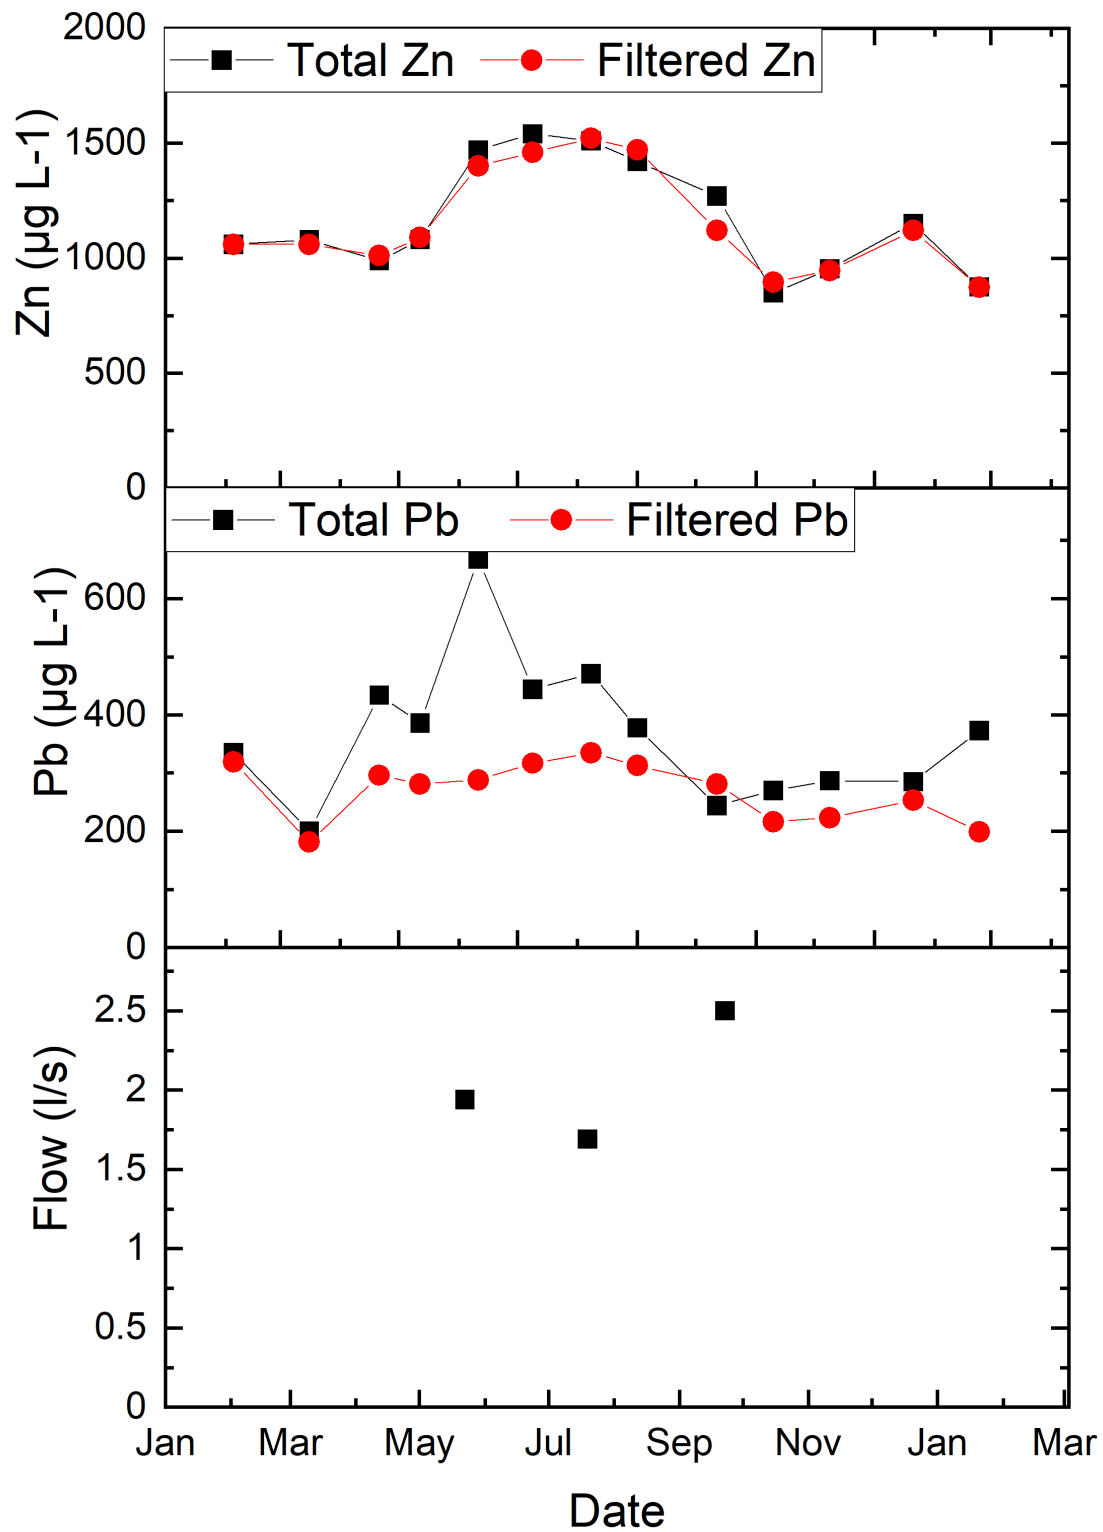 2000
Total Zn Filtered Zn
1500
1000
500
0
Zn (µg L-1)
Total Pb Filtered Pb
600
400
200
0
Pb (µg L-1)
2.5
2
1.5
1
0.5
0
Flow (l/s)
Jan Mar May Jul Sep Nov Jan Mar
Date